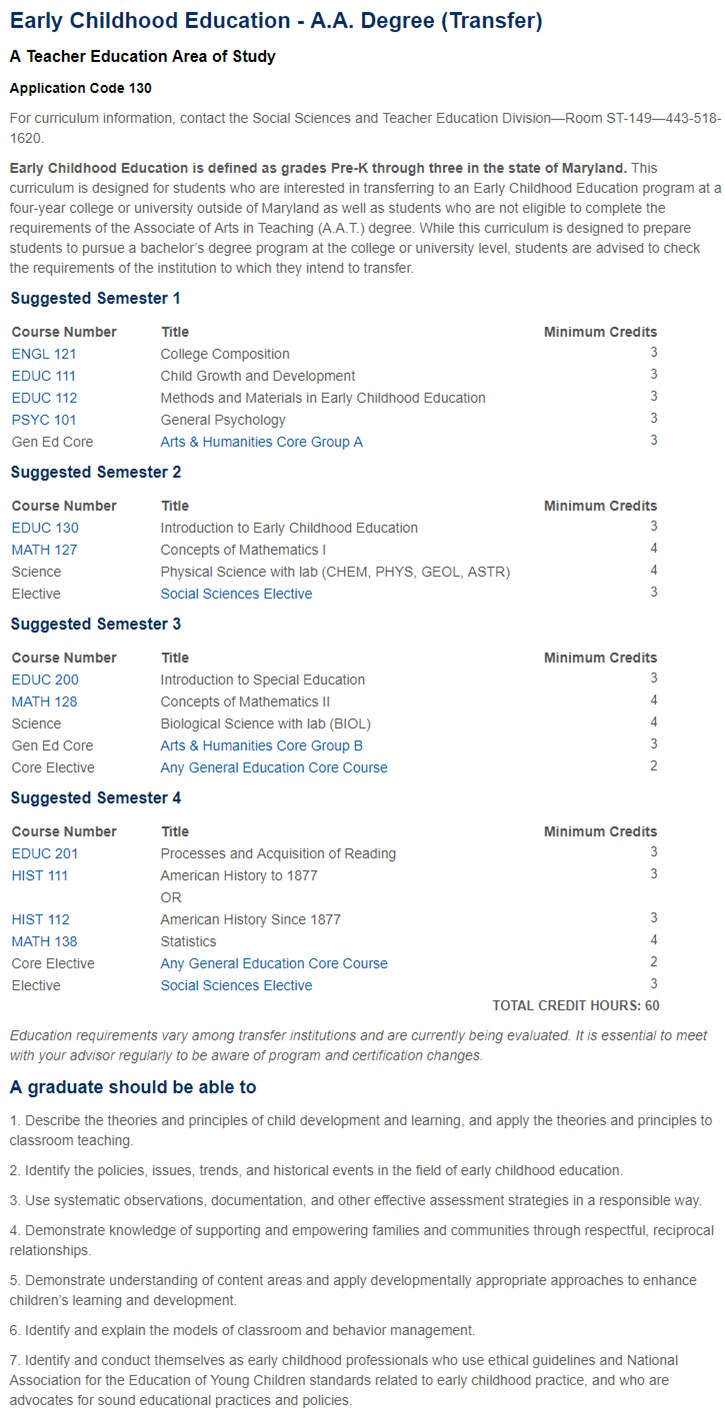 Early Childhood Education - A.A. Degree (Transfer)
A Teacher Education Area of Study
Application Code 130
For curriculum information, contact the Social Sciences and Teacher Education Division—Room ST-149—443-518-
1620.
Early Childhood Education is defined as grades Pre-K through three in the state of Maryland. This
curriculum is designed for students who are interested in transferring to an Early Childhood Education program at a
four-year college or university outside of Maryland as well as students who are not eligible to complete the
requirements of the Associate of Arts in Teaching (A.A.T.) degree. While this curriculum is designed to prepare
students to pursue a bachelor's degree program at the college or university level, students are advised to check
the requirements of the institution to which they intend to transfer.
Suggested Semester 1
Course Number Title Minimum Credits
ENGL 121 College Composition 3
EDUC 111 Child Growth and Development 3
EDUC 112 Methods and Materials in Early Childhood Education 3
PSYC 101 General Psychology 3
Gen Ed Core Arts & Humanities Core Group A 3
Suggested Semester 2
Course Number Title Minimum Credits
EDUC 130 Introduction to Early Childhood Education 3
MATH 127 Concepts of Mathematics I 4
Science Physical Science with lab (CHEM, PHYS, GEOL, ASTR) 4
Elective Social Sciences Elective 3
Suggested Semester 3
Course Number Title Minimum Credits
EDUC 200 Introduction to Special Education 3
MATH 128 Concepts of Mathematics II 4
Science Biological Science with lab (BIOL) 4
Gen Ed Core Arts & Humanities Core Group B 3
Core Elective Any General Education Core Course 2
Suggested Semester 4
Course Number Title Minimum Credits
EDUC 201 Processes and Acquisition of Reading 3
HIST 111 American History to 1877 3
OR
HIST 112 American History Since 1877 3
MATH 138 Statistics 4
Core Elective Any General Education Core Course 2
Elective Social Sciences Elective 3
TOTAL CREDIT HOURS: 60
Education requirements vary among transfer institutions and are currently being evaluated. It is essential to meet
with your advisor regularly to be aware of program and certification changes.
A graduate should be able to
1. Describe the theories and principles of child development and learning, and apply the theories and principles to
classroom teaching.
2. Identify the policies, issues, trends, and historical events in the field of early childhood education.
3. Use systematic observations, documentation, and other effective assessment strategies in a responsible way.
4. Demonstrate knowledge of supporting and empowering families and communities through respectful, reciprocal
relationships.
5. Demonstrate understanding of content areas and apply developmentally appropriate approaches to enhance
children's learning and development.
6. Identify and explain the models of classroom and behavior management.
7. Identify and conduct themselves as early childhood professionals who use ethical guidelines and National
Association for the Education of Young Children standards related to early childhood practice, and who are
advocates for sound educational practices and policies.